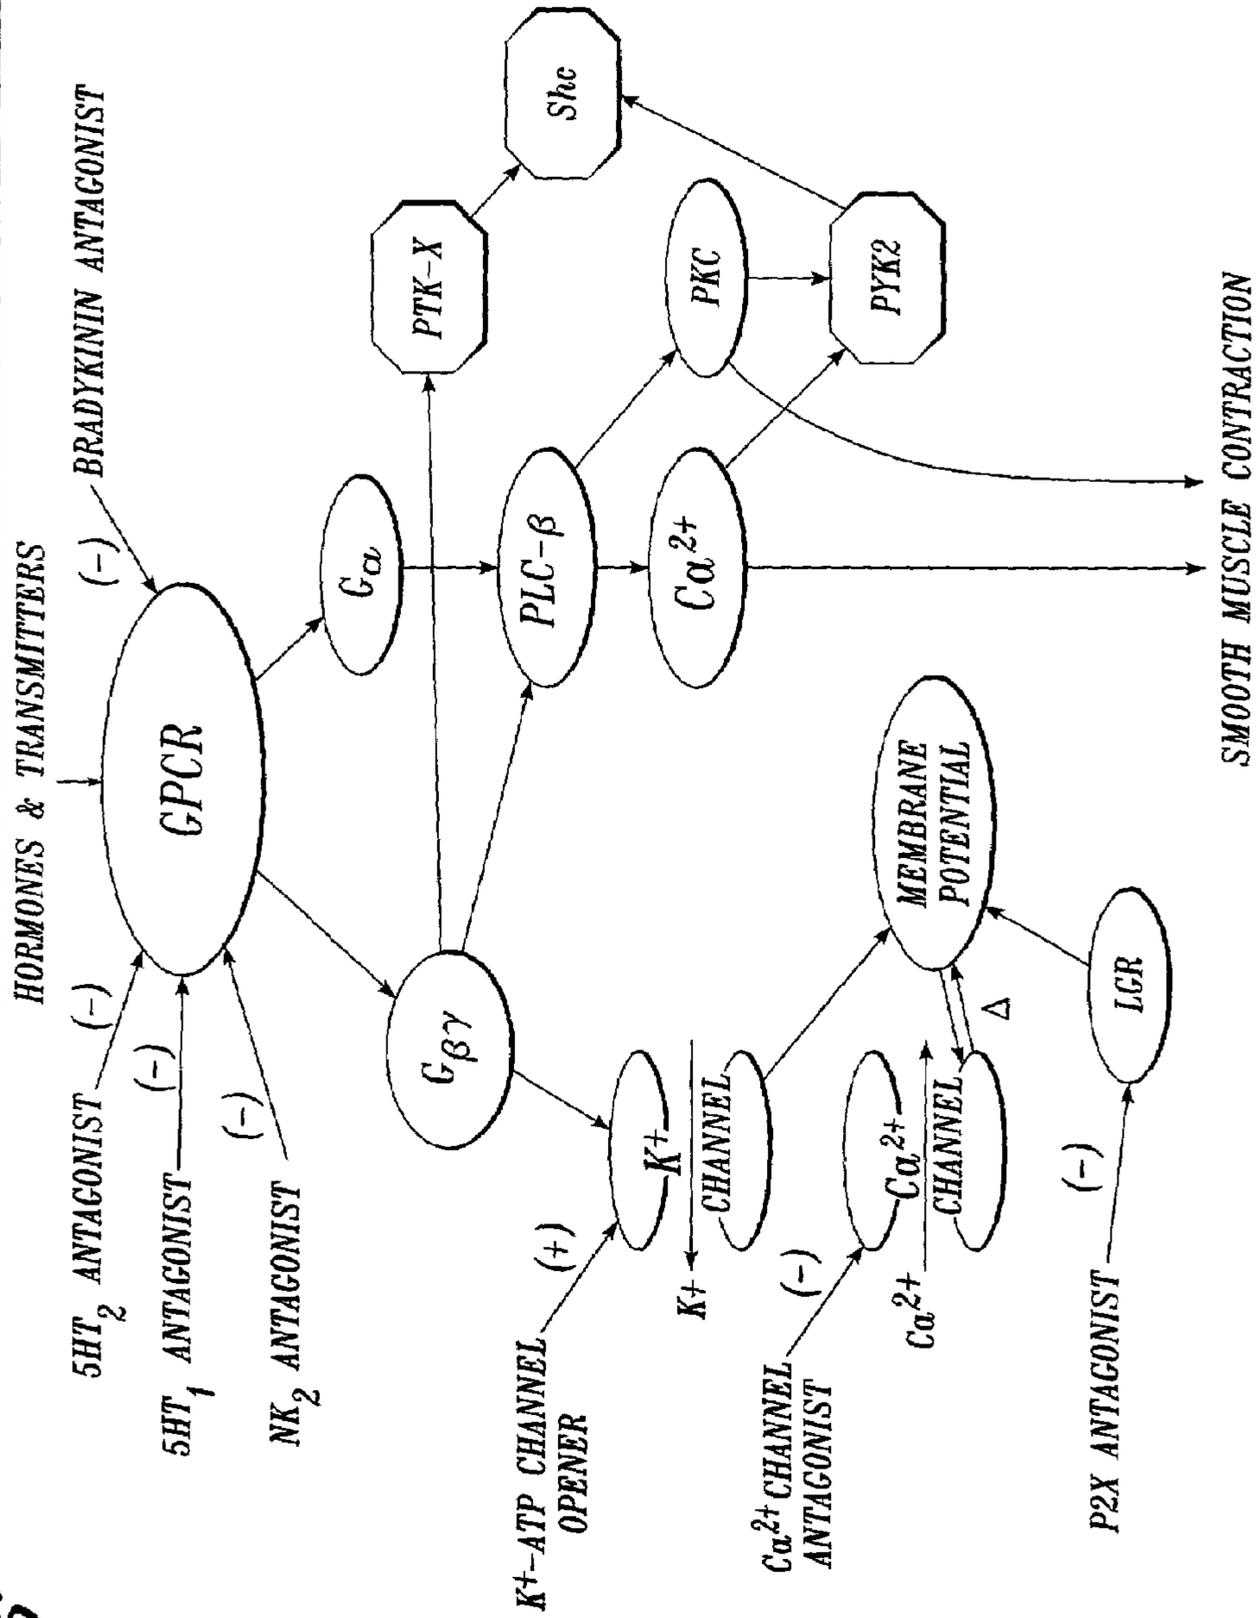 HORMONES & TRANSMITTERS
5HT2 ANTAGONIST
(-)
(-)
BRADYKININ ANTAGONIST
5HT1 ANTAGONIST
(-)
GPCR
NK2 ANTAGONIST
(-)
Gα
Gβγ
PTK-X
K+-ATP CHANNEL
OPENER
(+)
PLC-β
Shc
K+
K+
CHANNEL
Ca2+
PKC
Ca2+ CHANNEL
ANTAGONIST
(-)
Ca2+
Ca2+
CHANNEL
MEMBRANE
POTENTIAL
PYK2
Δ
P2X ANTAGONIST
(-)
LGR
SMOOTH MUSCLE CONTRACTION